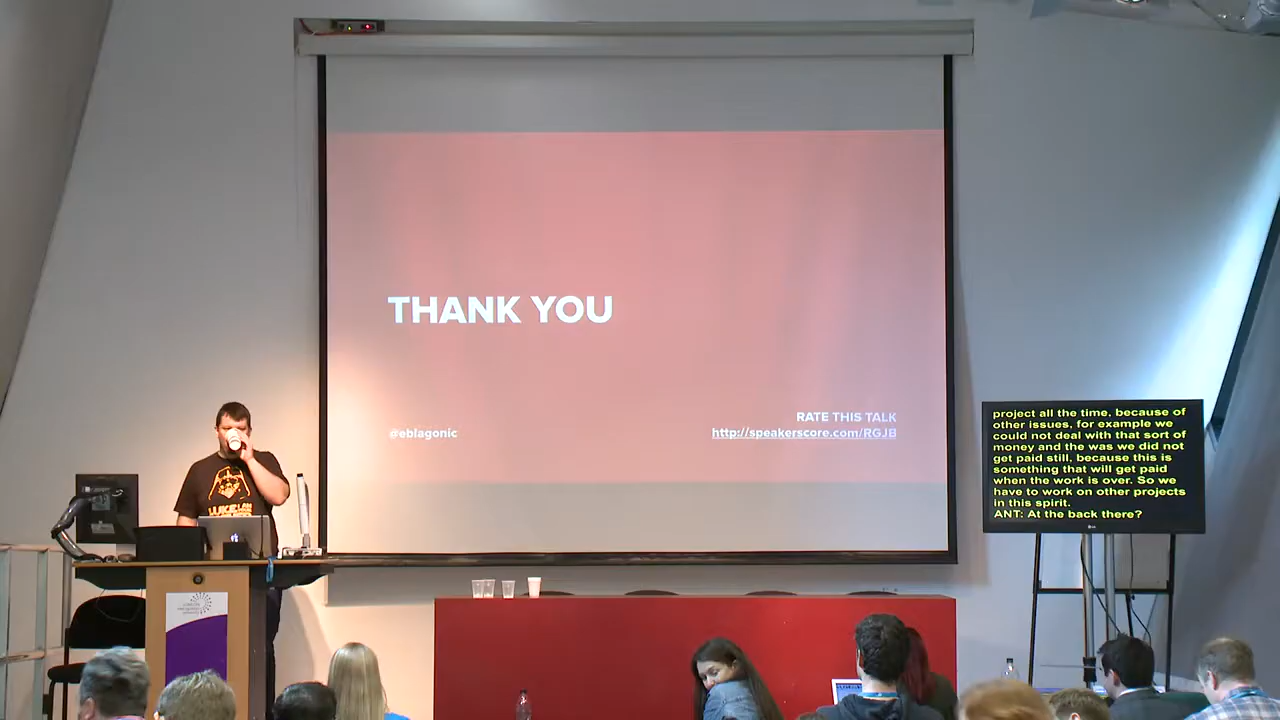 THANK YOU
RATE THIS TALK
@eblagonic
http://speakerscore.com/RGJB
project all the time, because of
other issues, for example we
could not deal with that sort of
money and the was we did not
get paid still, because this is
something that will get paid
when the work is over. So we
have to work on other projects
in this spirit.
ANT: At the back there?
LG